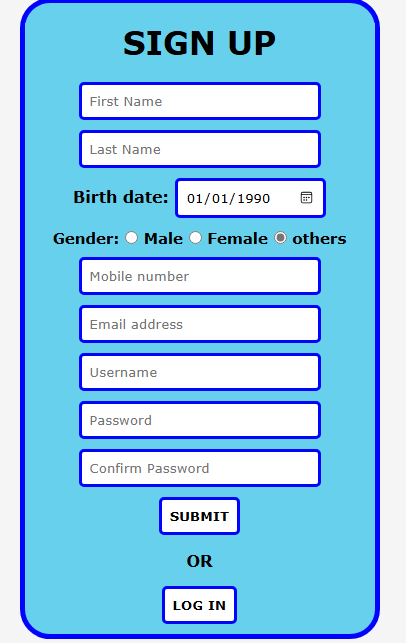 SIGN UP
First Name
Last Name
Birth date: 01/01/1990
Gender: Male Female others
Mobile number
Email address
Username
Password
Confirm Password
SUBMIT
OR
LOG IN